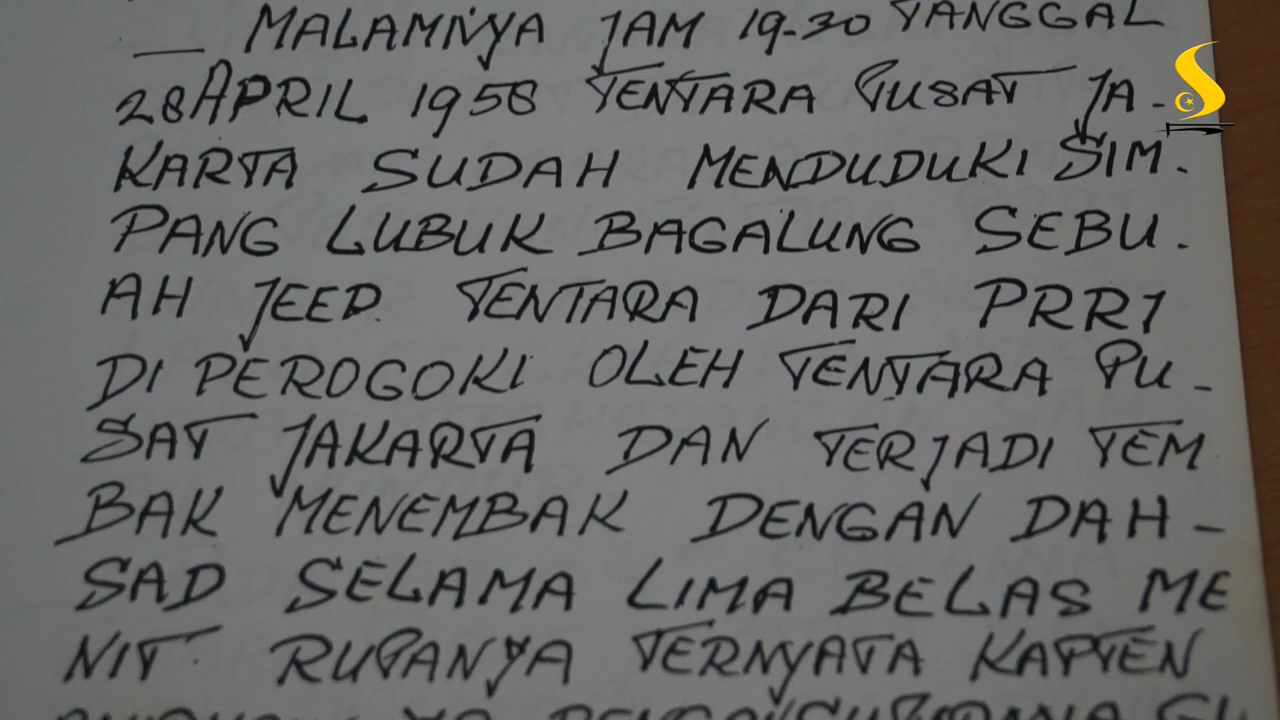 — MALAMNYA JAM 19-30 TANGGAL
28 APRIL 1958 TENTARA PUSAT JA-
KARTA SUDAH MENDUDUKI SIM-
PANG LUBUK BAGALUNG SEBU-
AH JEEP. TENTARA DARI PRRI
DI PEROGOKI OLEH TENTARA PU-
SAT JAKARTA DAN TERJADI TEM
BAK MENEMBAK DENGAN DAH-
SAD SELAMA LIMA BELAS ME
NIT. RUPANYA TERNYATA KAPTEN